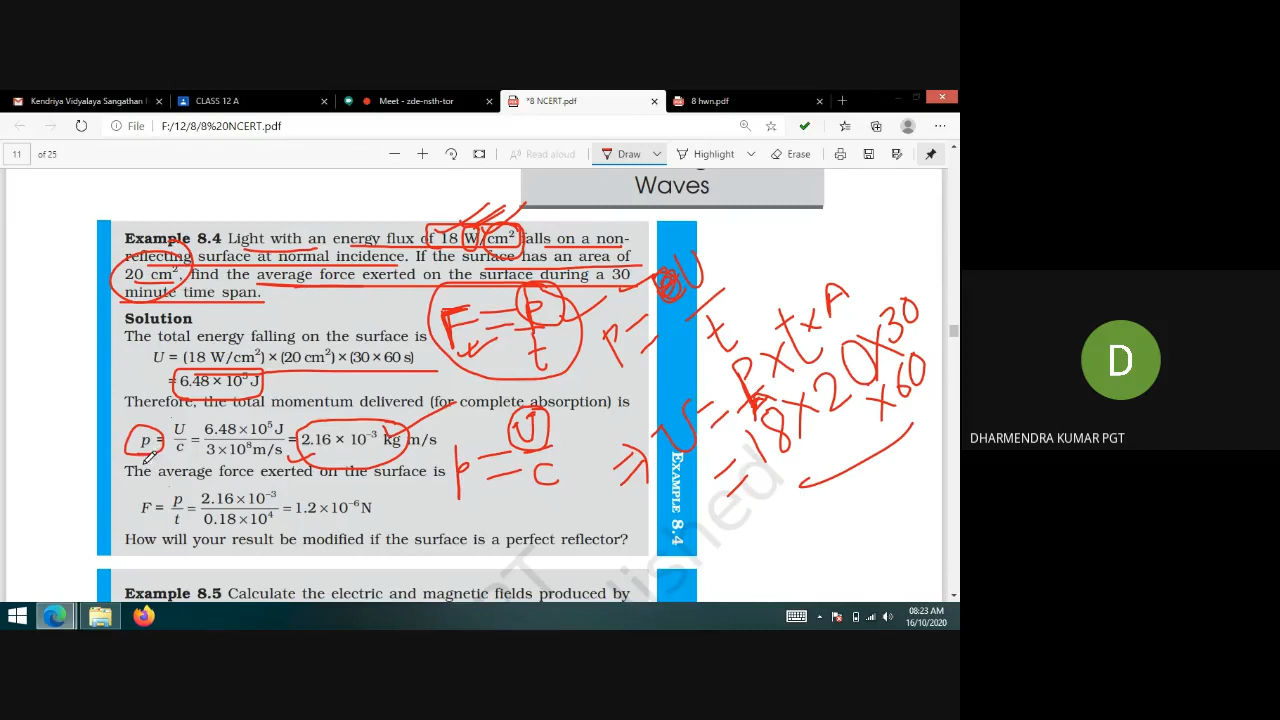 Kendriya Vidyalaya Sangathan
CLASS 12 A
Meet - zde-nsth-tor
*8 NCERT.pdf
8 hwn.pdf
File
F:/12/8/8%20NCERT.pdf
11 of 25
Read aloud
Draw
Highlight
Erase
Waves
Example 8.4 Light with an energy flux of 18 W/cm² falls on a non-
reflecting surface at normal incidence. If the surface has an area of
20 cm², find the average force exerted on the surface during a 30
minute time span.
Solution
The total energy falling on the surface is
U = (18 W/cm²) × (20 cm²) × (30 × 60 s)
= 6.48 × 10⁵ J
Therefore, the total momentum delivered (for complete absorption) is
p = U/c = 6.48 × 10⁵ J / 3 × 10⁸ m/s = 2.16 × 10⁻³ kg m/s
The average force exerted on the surface is
F = p/t = 2.16 × 10⁻³ / 0.18 × 10⁴ = 1.2 × 10⁻⁶ N
How will your result be modified if the surface is a perfect reflector?
EXAMPLE 8.4
Example 8.5 Calculate the electric and magnetic fields produced by
F = p/t
P = U/t
p = U/c
⇒ U = P × t × A
= 18 × 20 × 30
× 60
D
DHARMENDRA KUMAR PGT
08:23 AM
16/10/2020